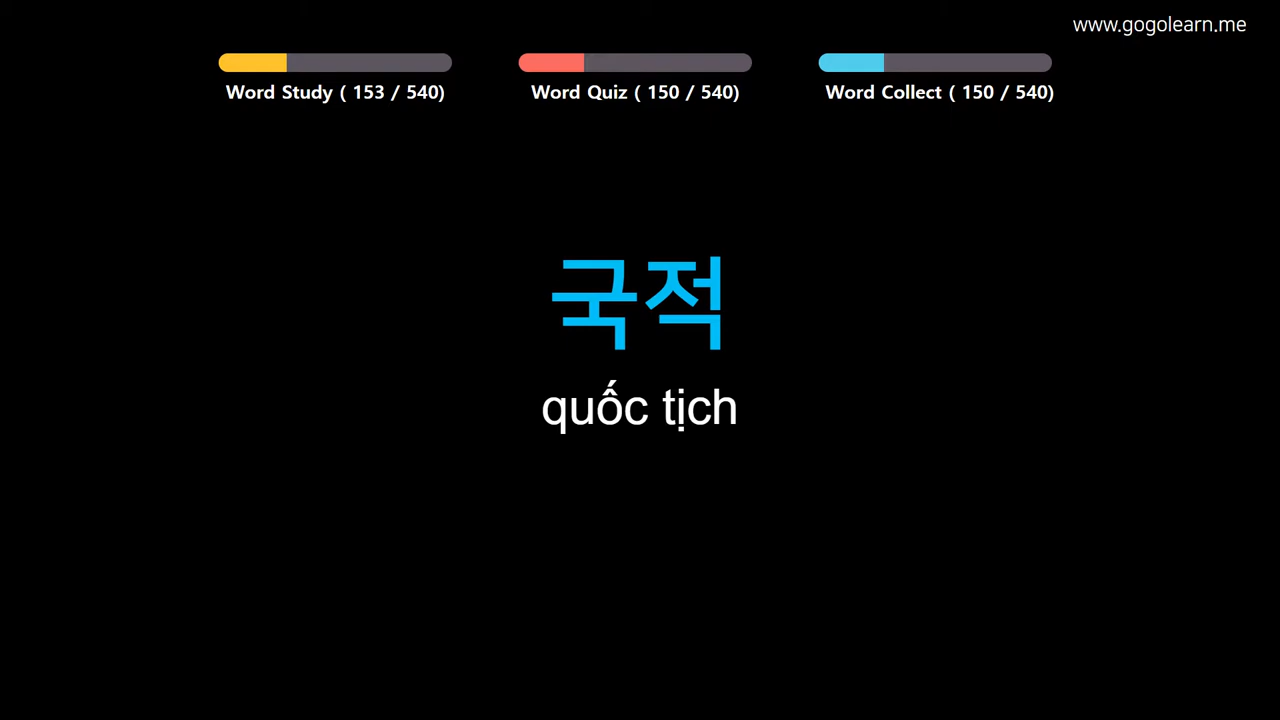 www.gogolearn.me
Word Study ( 153 / 540)
Word Quiz ( 150 / 540)
Word Collect ( 150 / 540)
국적
quốc tịch